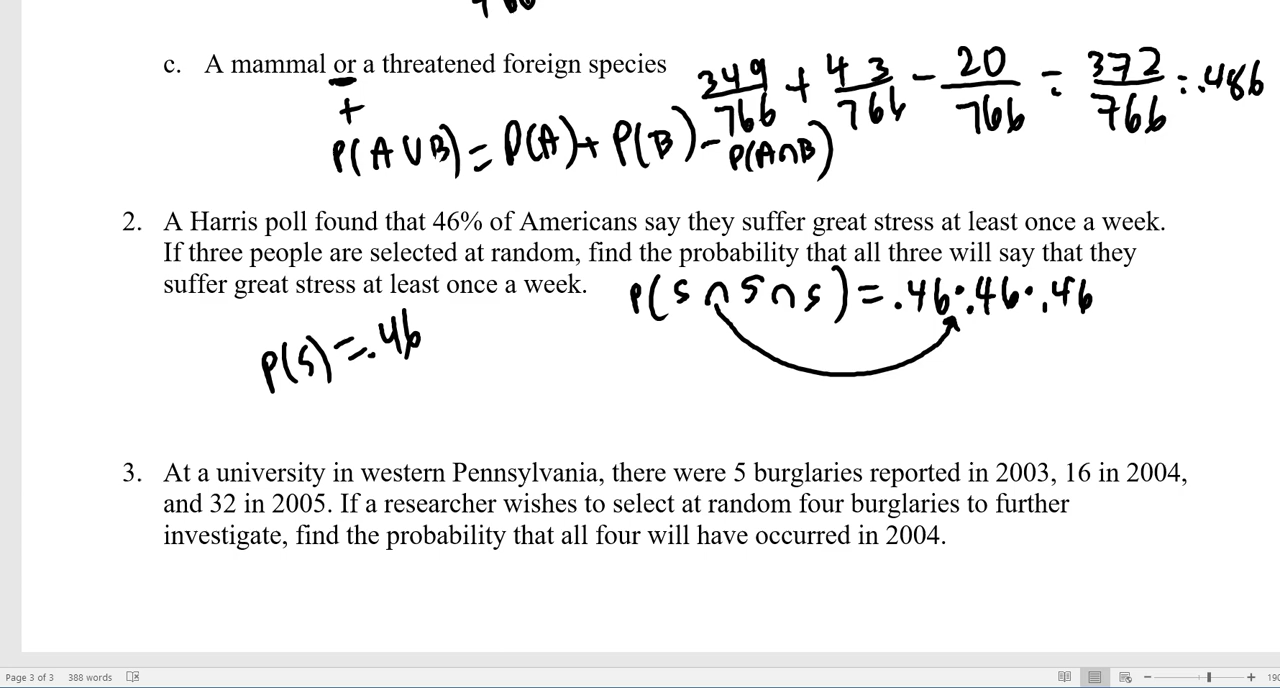 c. A mammal or a threatened foreign species
349/766 + 43/766 - 20/766 = 372/766 = .486
+
P(A∪B) = P(A) + P(B) - P(A∩B)
2. A Harris poll found that 46% of Americans say they suffer great stress at least once a week.
If three people are selected at random, find the probability that all three will say that they
suffer great stress at least once a week.
P(S∩S∩S) = .46·.46·.46
P(S) = .46
3. At a university in western Pennsylvania, there were 5 burglaries reported in 2003, 16 in 2004,
and 32 in 2005. If a researcher wishes to select at random four burglaries to further
investigate, find the probability that all four will have occurred in 2004.
Page 3 of 3 388 words